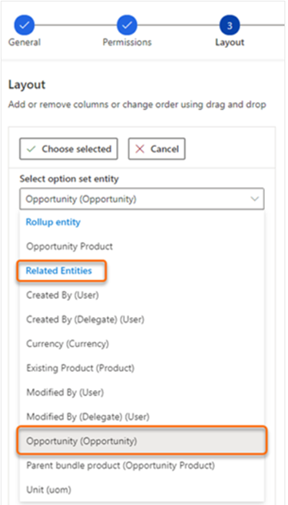 3
General
Permissions
Layout
Layout
Add or remove columns or change order using drag and drop
Choose selected
Cancel
Select option set entity
Opportunity (Opportunity)
Rollup entity
Opportunity Product
Related Entities
Created By (User)
Created By (Delegate) (User)
Currency (Currency)
Existing Product (Product)
Modified By (User)
Modified By (Delegate) (User)
Opportunity (Opportunity)
Parent bundle product (Opportunity Product)
Unit (uom)